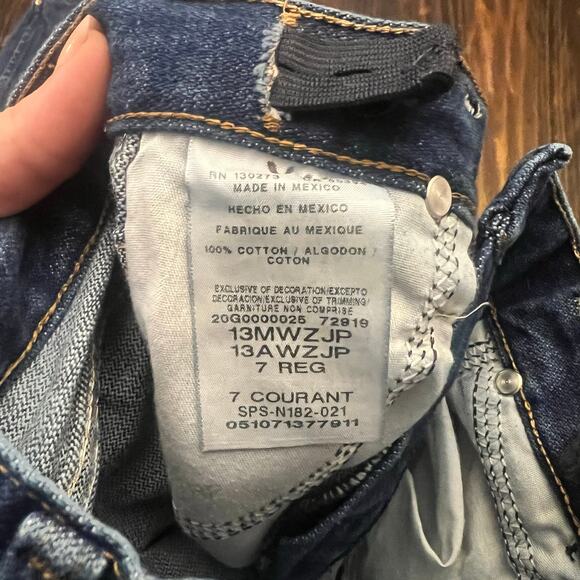 RN 130273
MADE IN MEXICO
HECHO EN MEXICO
FABRIQUE AU MEXIQUE
100% COTTON / ALGODON /
COTON
EXCLUSIVE OF DECORATION/EXCEPTO
DECORACION/EXCLUSIVE OF TRIMMING/
GARNITURE NON COMPRISE
20G0000025 72919
13MWZJP
13AWZJP
7 REG
7 COURANT
SPS-N182-021
051071377911